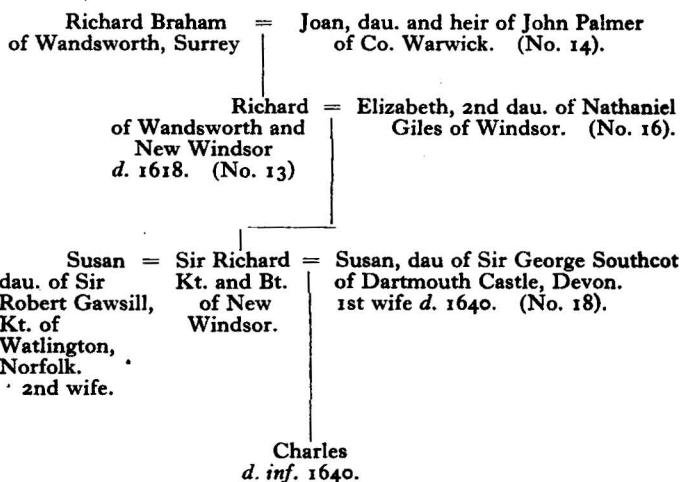 Richard Braham = Joan, dau. and heir of John Palmer
of Wandsworth, Surrey of Co. Warwick. (No. 14).
Richard = Elizabeth, 2nd dau. of Nathaniel
of Wandsworth and Giles of Windsor. (No. 16).
New Windsor
d. 1618. (No. 13)
Susan = Sir Richard = Susan, dau of Sir George Southcot
dau. of Sir Kt. and Bt. of Dartmouth Castle, Devon.
Robert Gawsill, of New 1st wife d. 1640. (No. 18).
Kt. of Windsor.
Watlington,
Norfolk.
2nd wife.
Charles
d. inf. 1640.